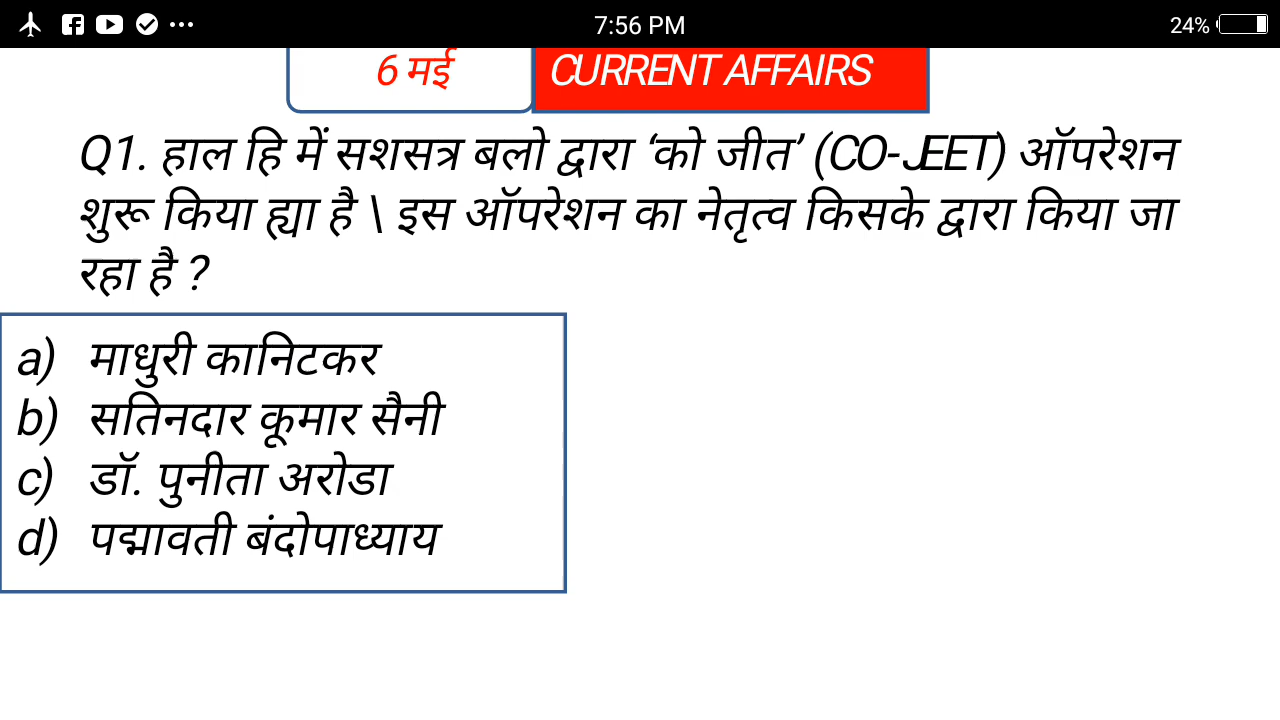 7:56 PM
24%
6 मई
CURRENT AFFAIRS
Q1. हाल हि में सशसत्र बलो द्वारा ‘को जीत’ (CO-JEET) ऑपरेशन
शुरू किया ह्या है \ इस ऑपरेशन का नेतृत्व किसके द्वारा किया जा
रहा है ?
a) माधुरी कानिटकर
b) सतिनदार कूमार सैनी
c) डॉ. पुनीता अरोडा
d) पद्मावती बंदोपाध्याय